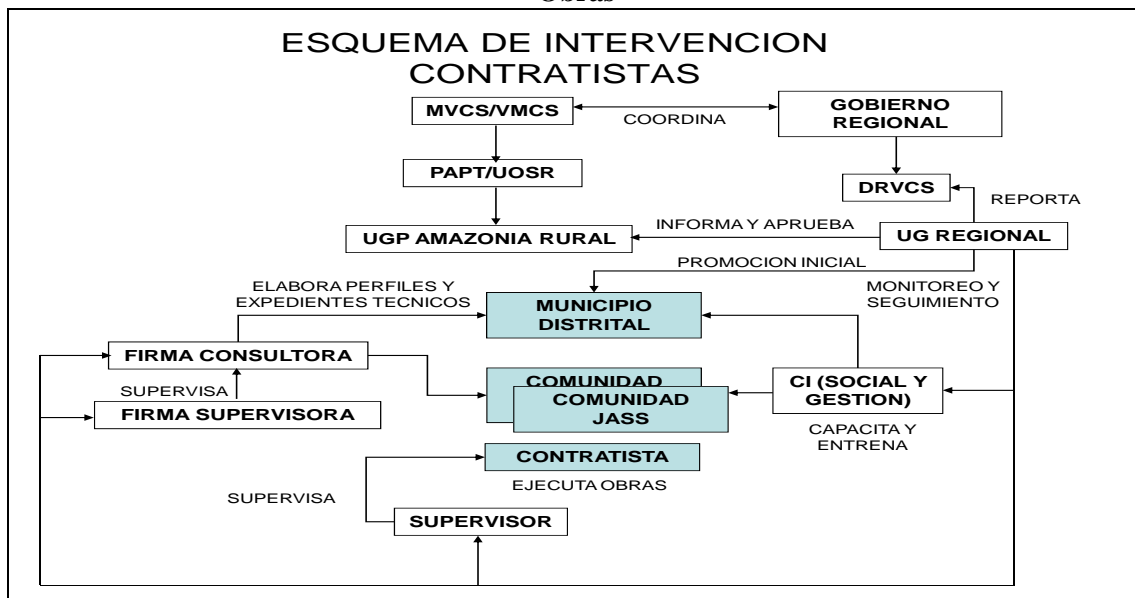 ESQUEMA DE INTERVENCION
CONTRATISTAS
MVCS/VMCS
COORDINA
GOBIERNO
REGIONAL
PAPT/UOSR
DRVCS
REPORTA
UGP AMAZONIA RURAL
INFORMA Y APRUEBA
UG REGIONAL
PROMOCION INICIAL
ELABORA PERFILES Y
EXPEDIENTES TECNICOS
MUNICIPIO
DISTRITAL
MONITOREO Y
SEGUIMIENTO
FIRMA CONSULTORA
SUPERVISA
FIRMA SUPERVISORA
COMUNIDAD
COMUNIDAD
JASS
CI (SOCIAL Y
GESTION)
CAPACITA Y
ENTRENA
CONTRATISTA
EJECUTA OBRAS
SUPERVISA
SUPERVISOR